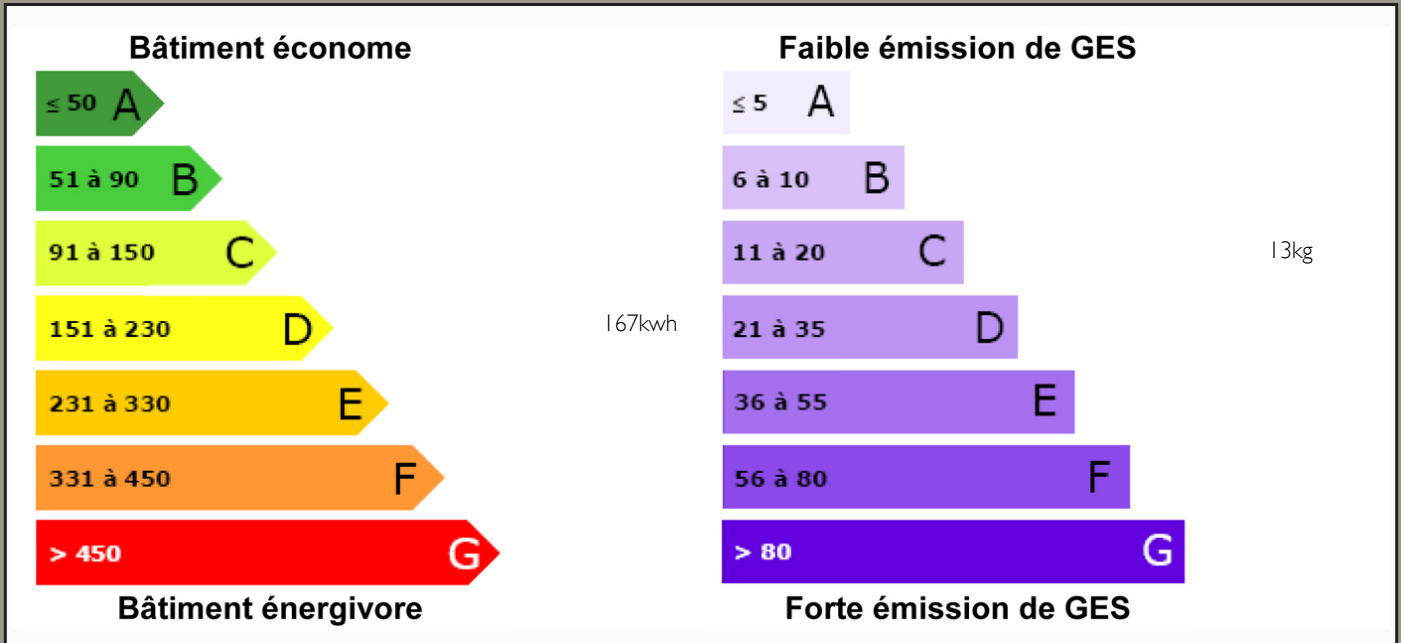 Bâtiment économe
≤ 50 A
51 à 90 B
91 à 150 C
151 à 230 D
167kwh
231 à 330 E
331 à 450 F
> 450 G
Bâtiment énergivore
Faible émission de GES
≤ 5 A
6 à 10 B
11 à 20 C
13kg
21 à 35 D
36 à 55 E
56 à 80 F
> 80 G
Forte émission de GES